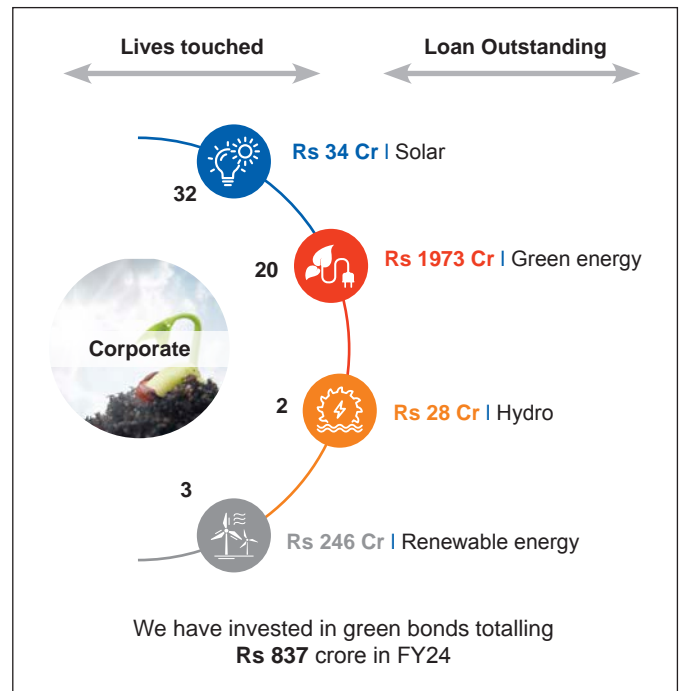 Lives touched
Loan Outstanding
Rs 34 Cr | Solar
32
Rs 1973 Cr | Green energy
20
Corporate
2
Rs 28 Cr | Hydro
3
Rs 246 Cr | Renewable energy
We have invested in green bonds totalling
Rs 837 crore in FY24